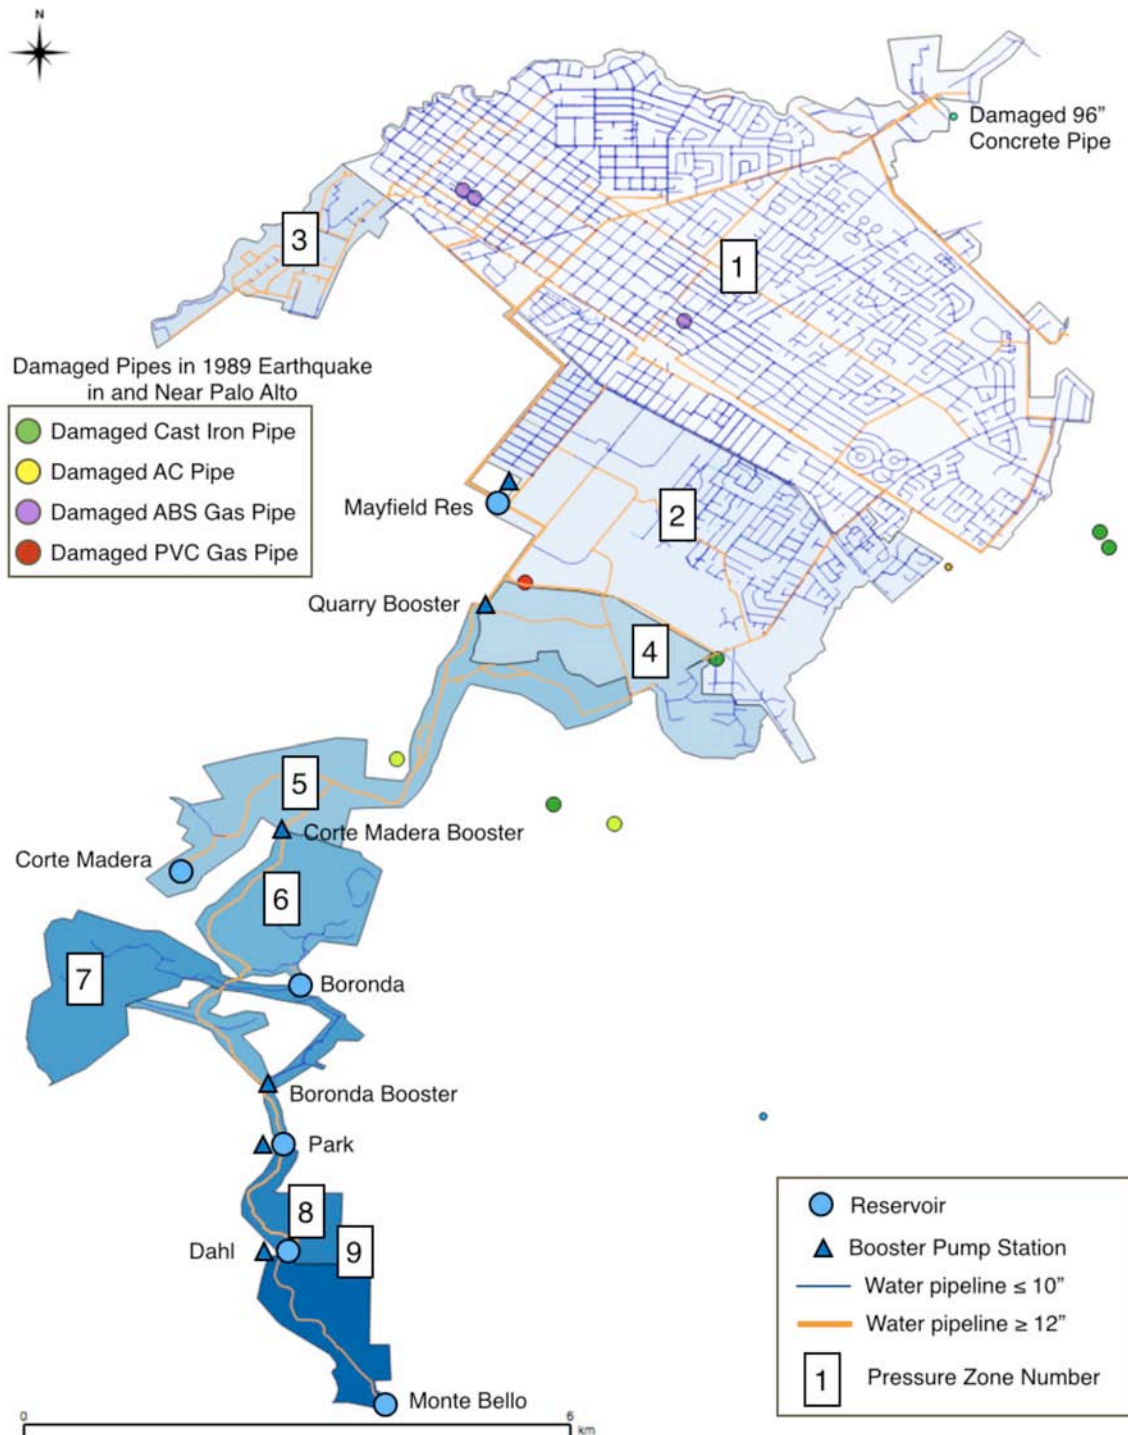 N
Damaged 96”
Concrete Pipe
3
1
Damaged Pipes in 1989 Earthquake
in and Near Palo Alto
Damaged Cast Iron Pipe
Damaged AC Pipe
Damaged ABS Gas Pipe
Damaged PVC Gas Pipe
Mayfield Res
2
Quarry Booster
4
5
Corte Madera Booster
Corte Madera
6
7
Boronda
Boronda Booster
Park
8
Dahl
9
Monte Bello
Reservoir
Booster Pump Station
Water pipeline ≤ 10”
Water pipeline ≥ 12”
1 Pressure Zone Number
0 6
km